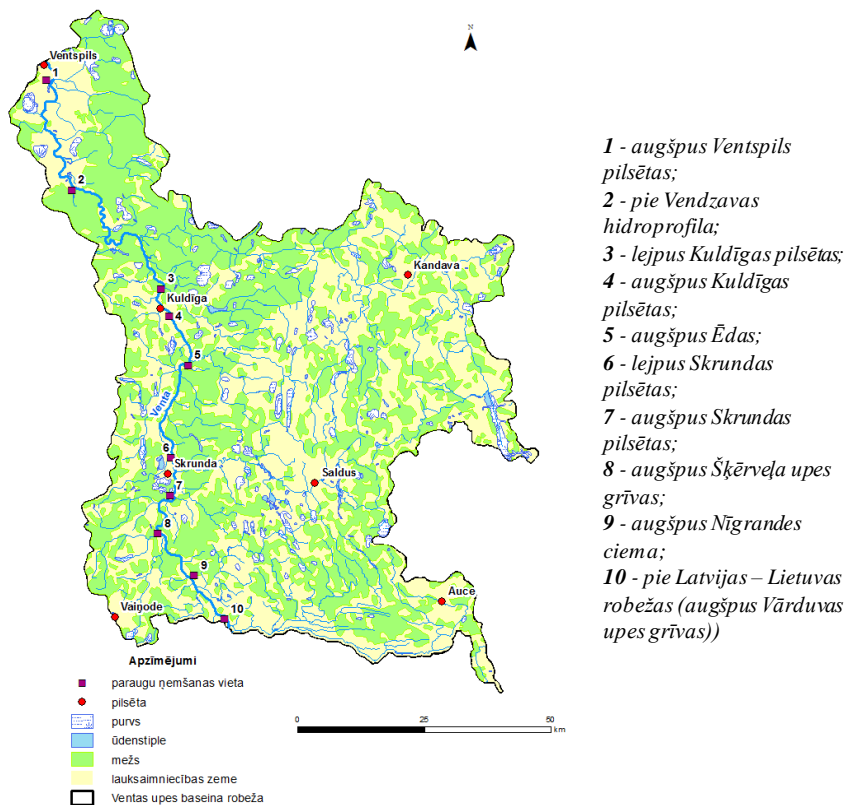 N
Ventspils
1
2
3
Kuldīga
4
5
Venta
6
Skrunda
7
8
9
10
Kandava
Saldus
Auce
Vaiņode
1 - augšpus Ventspils
pilsētas;
2 - pie Vendzavas
hidroprofila;
3 - lejpus Kuldīgas pilsētas;
4 - augšpus Kuldīgas
pilsētas;
5 - augšpus Ēdas;
6 - lejpus Skrundas
pilsētas;
7 - augšpus Skrundas
pilsētas;
8 - augšpus Šķērveļa upes
grīvas;
9 - augšpus Nīgrandes
ciema;
10 - pie Latvijas – Lietuvas
robežas (augšpus Vārduvas
upes grīvas))
Apzīmējumi
paraugu ņemšanas vieta
pilsēta
purvs
ūdenstiple
mežs
lauksaimniecības zeme
Ventas upes baseina robeža
0 25 50
km